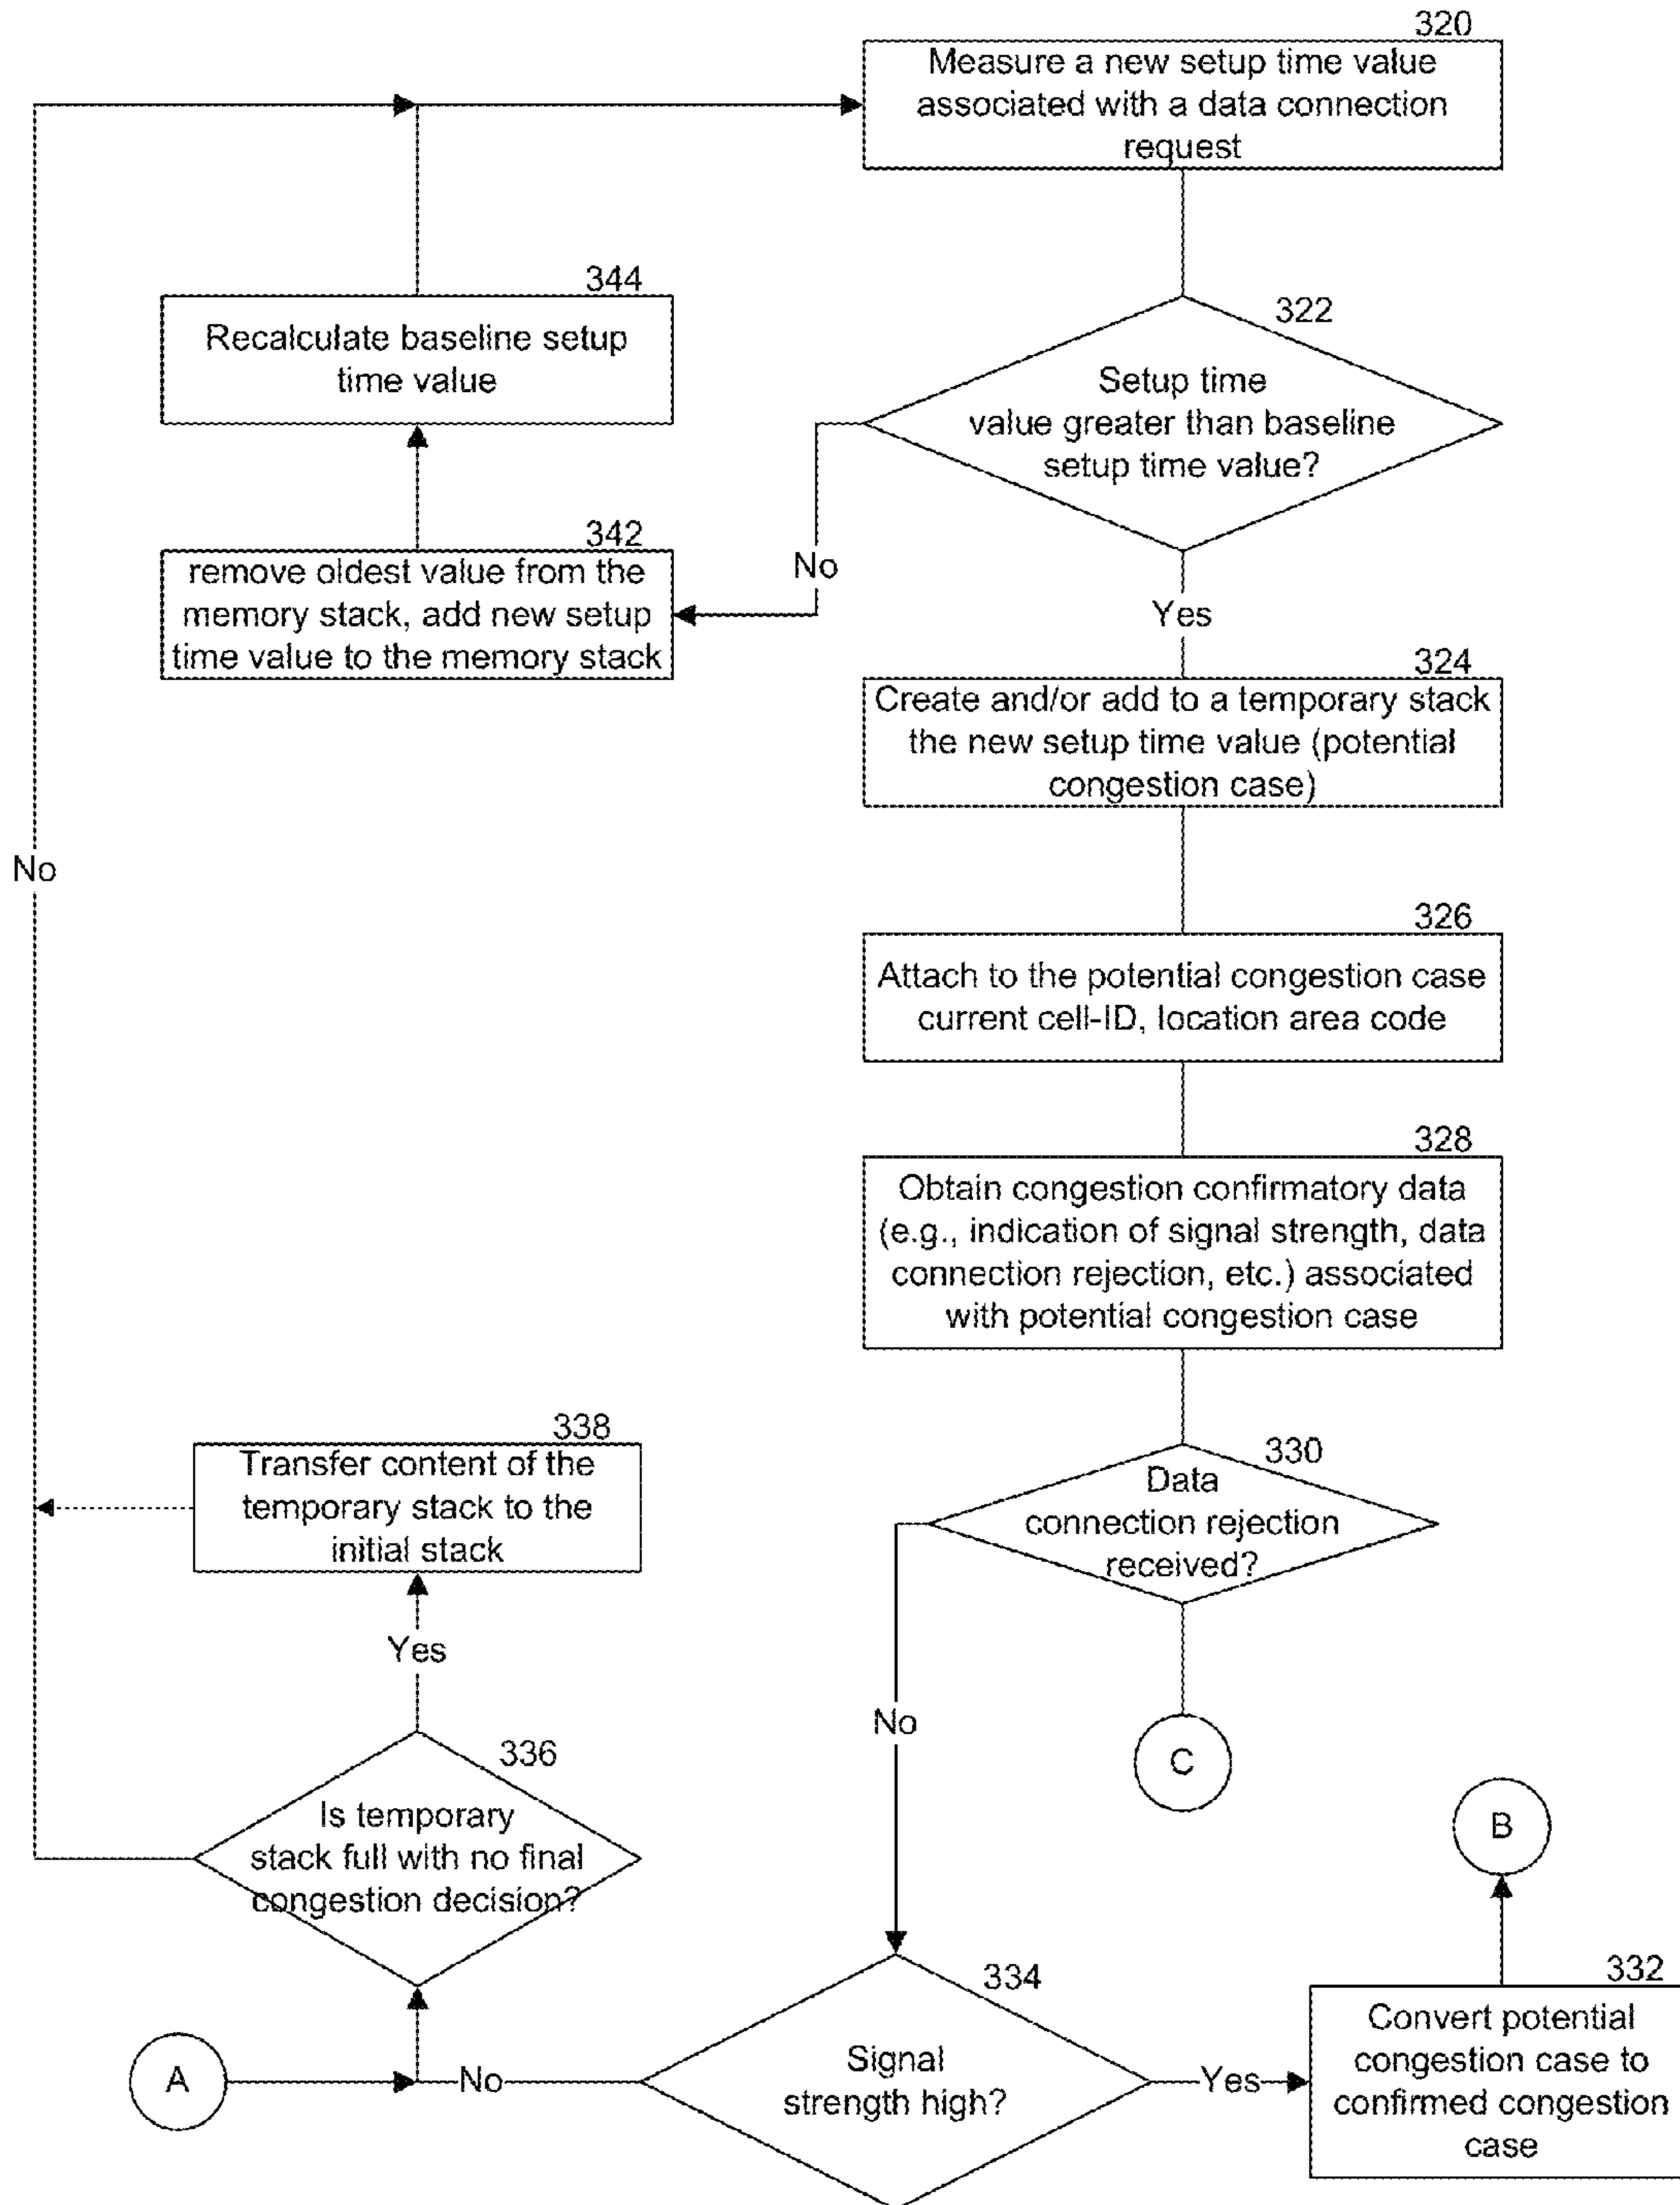 320
Measure a new setup time value
associated with a data connection
request
322
Setup time
value greater than baseline
setup time value?
No
Yes
344
Recalculate baseline setup
time value
342
remove oldest value from the
memory stack, add new setup
time value to the memory stack
324
Create and/or add to a temporary stack
the new setup time value (potential
congestion case)
326
Attach to the potential congestion case
current cell-ID, location area code
328
Obtain congestion confirmatory data
(e.g., indication of signal strength, data
connection rejection, etc.) associated
with potential congestion case
330
Data
connection rejection
received?
No
C
334
Signal
strength high?
Yes
332
Convert potential
congestion case to
confirmed congestion
case
B
No
A
336
Is temporary
stack full with no final
congestion decision?
Yes
338
Transfer content of the
temporary stack to the
initial stack
No